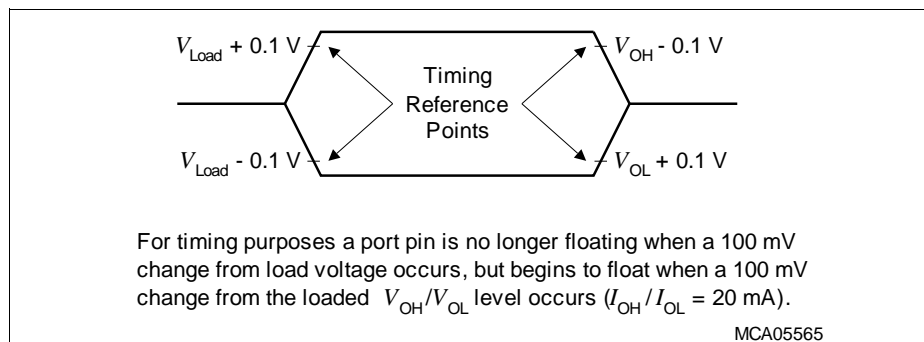 V_Load + 0.1 V
V_OH - 0.1 V
Timing
Reference
Points
V_Load - 0.1 V
V_OL + 0.1 V
For timing purposes a port pin is no longer floating when a 100 mV
change from load voltage occurs, but begins to float when a 100 mV
change from the loaded V_OH/V_OL level occurs (I_OH/I_OL = 20 mA).
MCA05565